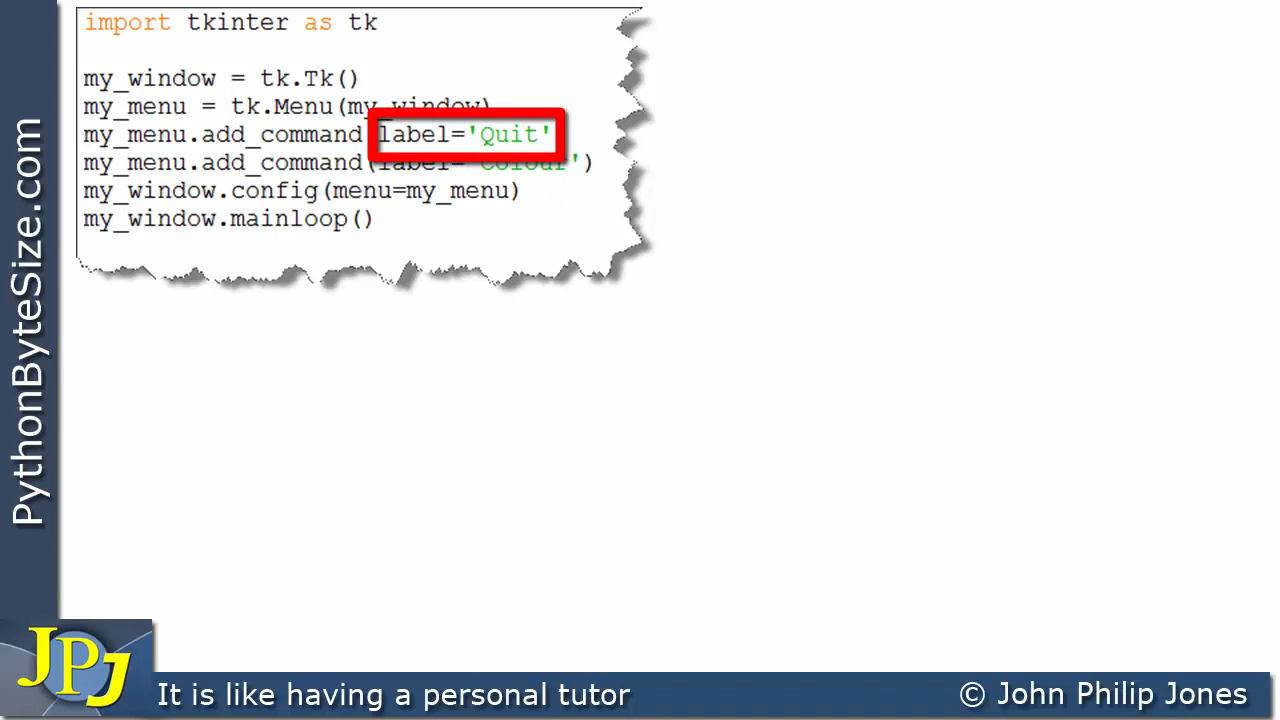 import tkinter as tk
my_window = tk.Tk()
my_menu = tk.Menu(my_window)
my_menu.add_command label='Quit'
my_menu.add_command(label='Colour')
my_window.config(menu=my_menu)
my_window.mainloop()
PythonByteSize.com
JPJ
It is like having a personal tutor
© John Philip Jones